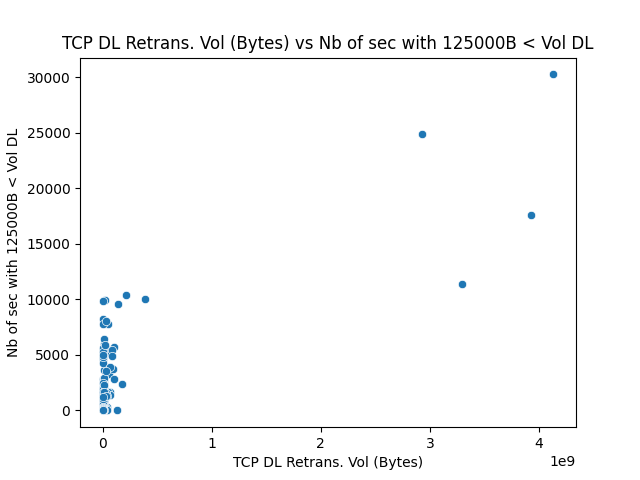 TCP DL Retrans. Vol (Bytes) vs Nb of sec with 125000B < Vol DL
30000
25000
20000
15000
10000
5000
0
Nb of sec with 125000B < Vol DL
0 1 2 3 4
1e9
TCP DL Retrans. Vol (Bytes)